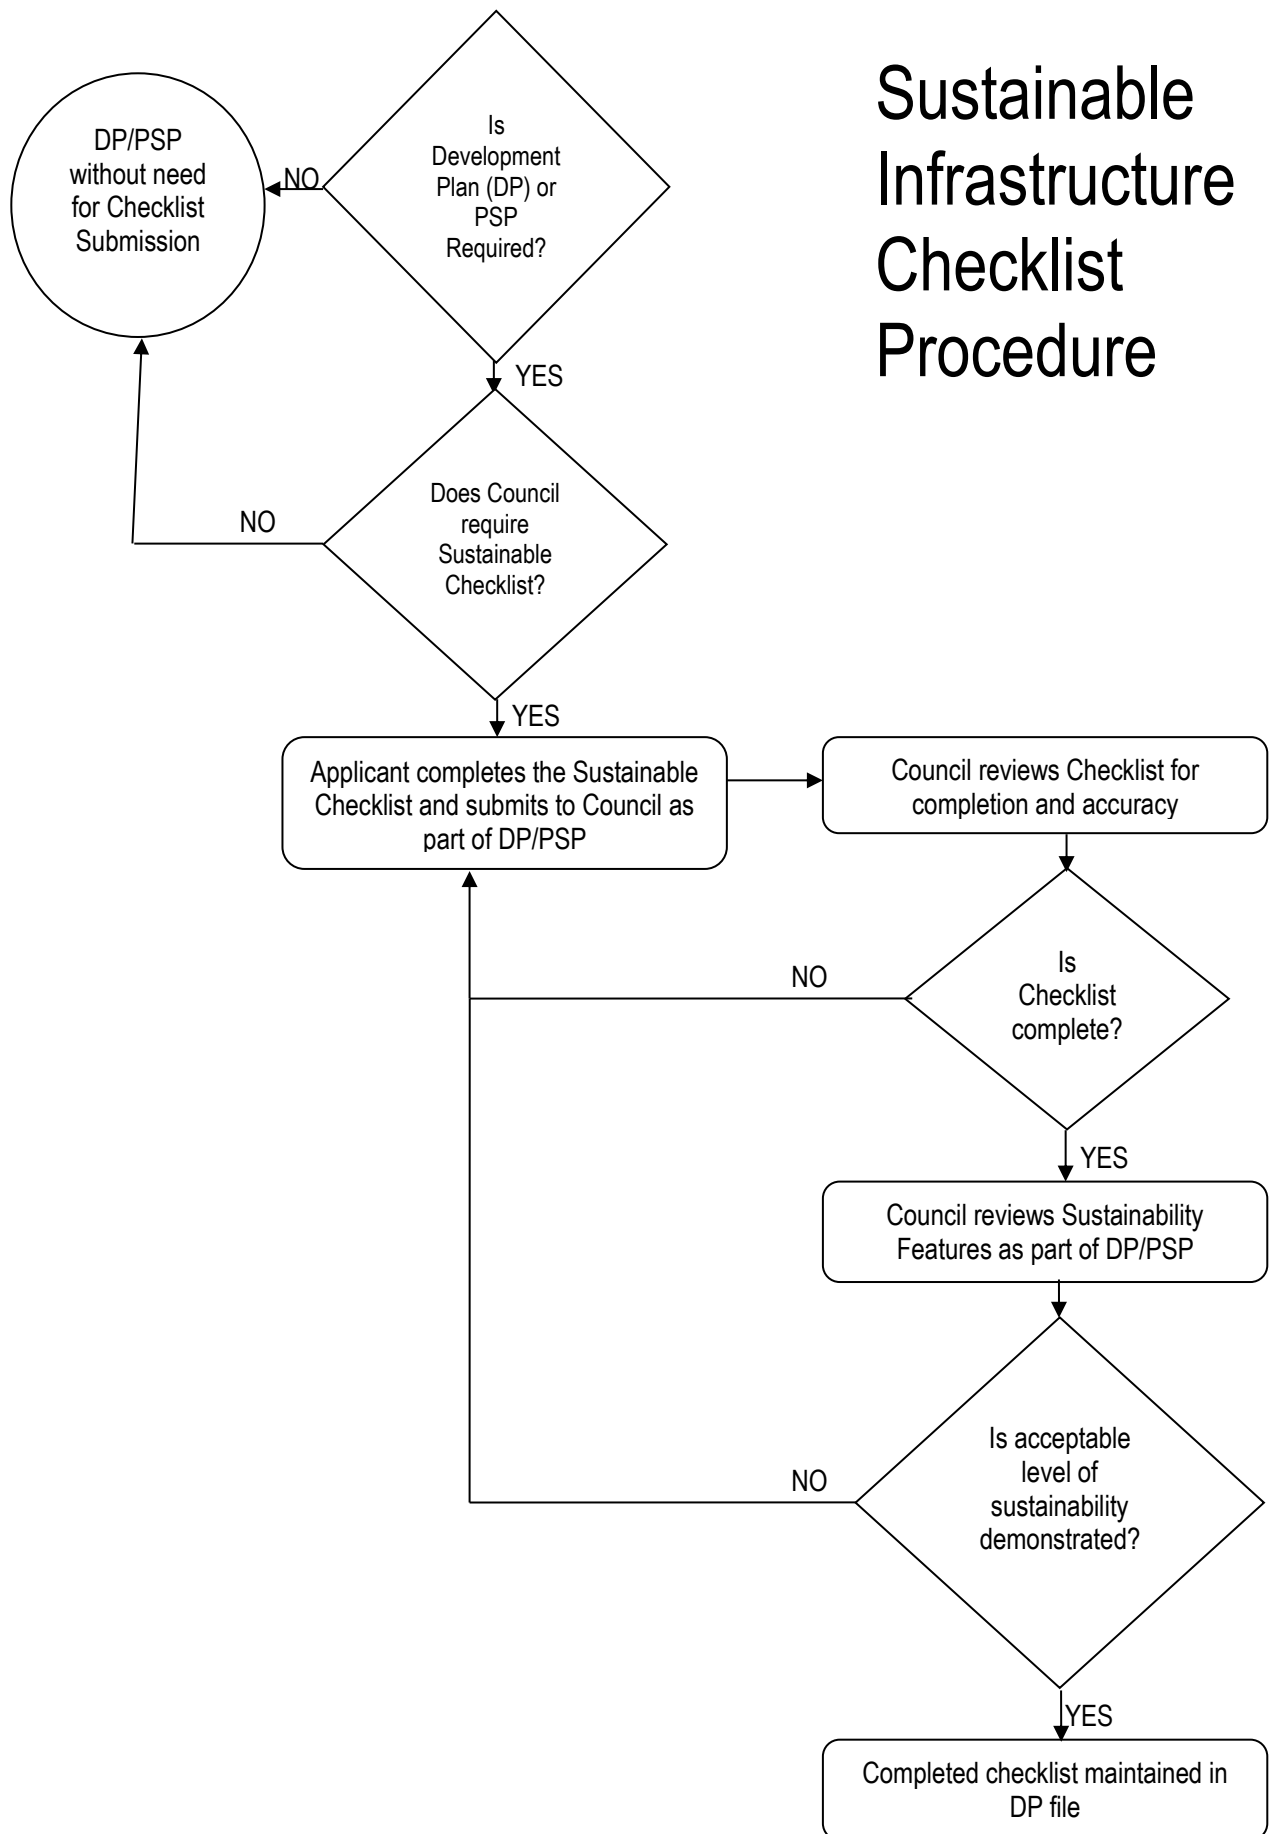 Sustainable
Infrastructure
Checklist
Procedure
Is
Development
Plan (DP) or
PSP
Required?
NO
DP/PSP
without need
for Checklist
Submission
YES
Does Council
require
Sustainable
Checklist?
NO
YES
Applicant completes the Sustainable
Checklist and submits to Council as
part of DP/PSP
Council reviews Checklist for
completion and accuracy
Is
Checklist
complete?
NO
YES
Council reviews Sustainability
Features as part of DP/PSP
Is acceptable
level of
sustainability
demonstrated?
NO
YES
Completed checklist maintained in
DP file